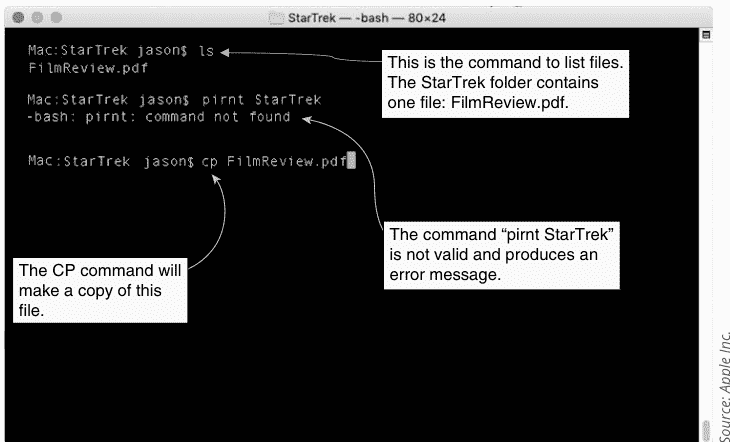 StarTrek — -bash — 80×24
Mac:StarTrek jason$ ls
FilmReview.pdf
This is the command to list files.
The StarTrek folder contains
one file: FilmReview.pdf.
Mac:StarTrek jason$ pirnt StarTrek
-bash: pirnt: command not found
Mac:StarTrek jason$ cp FilmReview.pdf
The command “pirnt StarTrek”
is not valid and produces an
error message.
The CP command will
make a copy of this
file.
Source: Apple Inc.